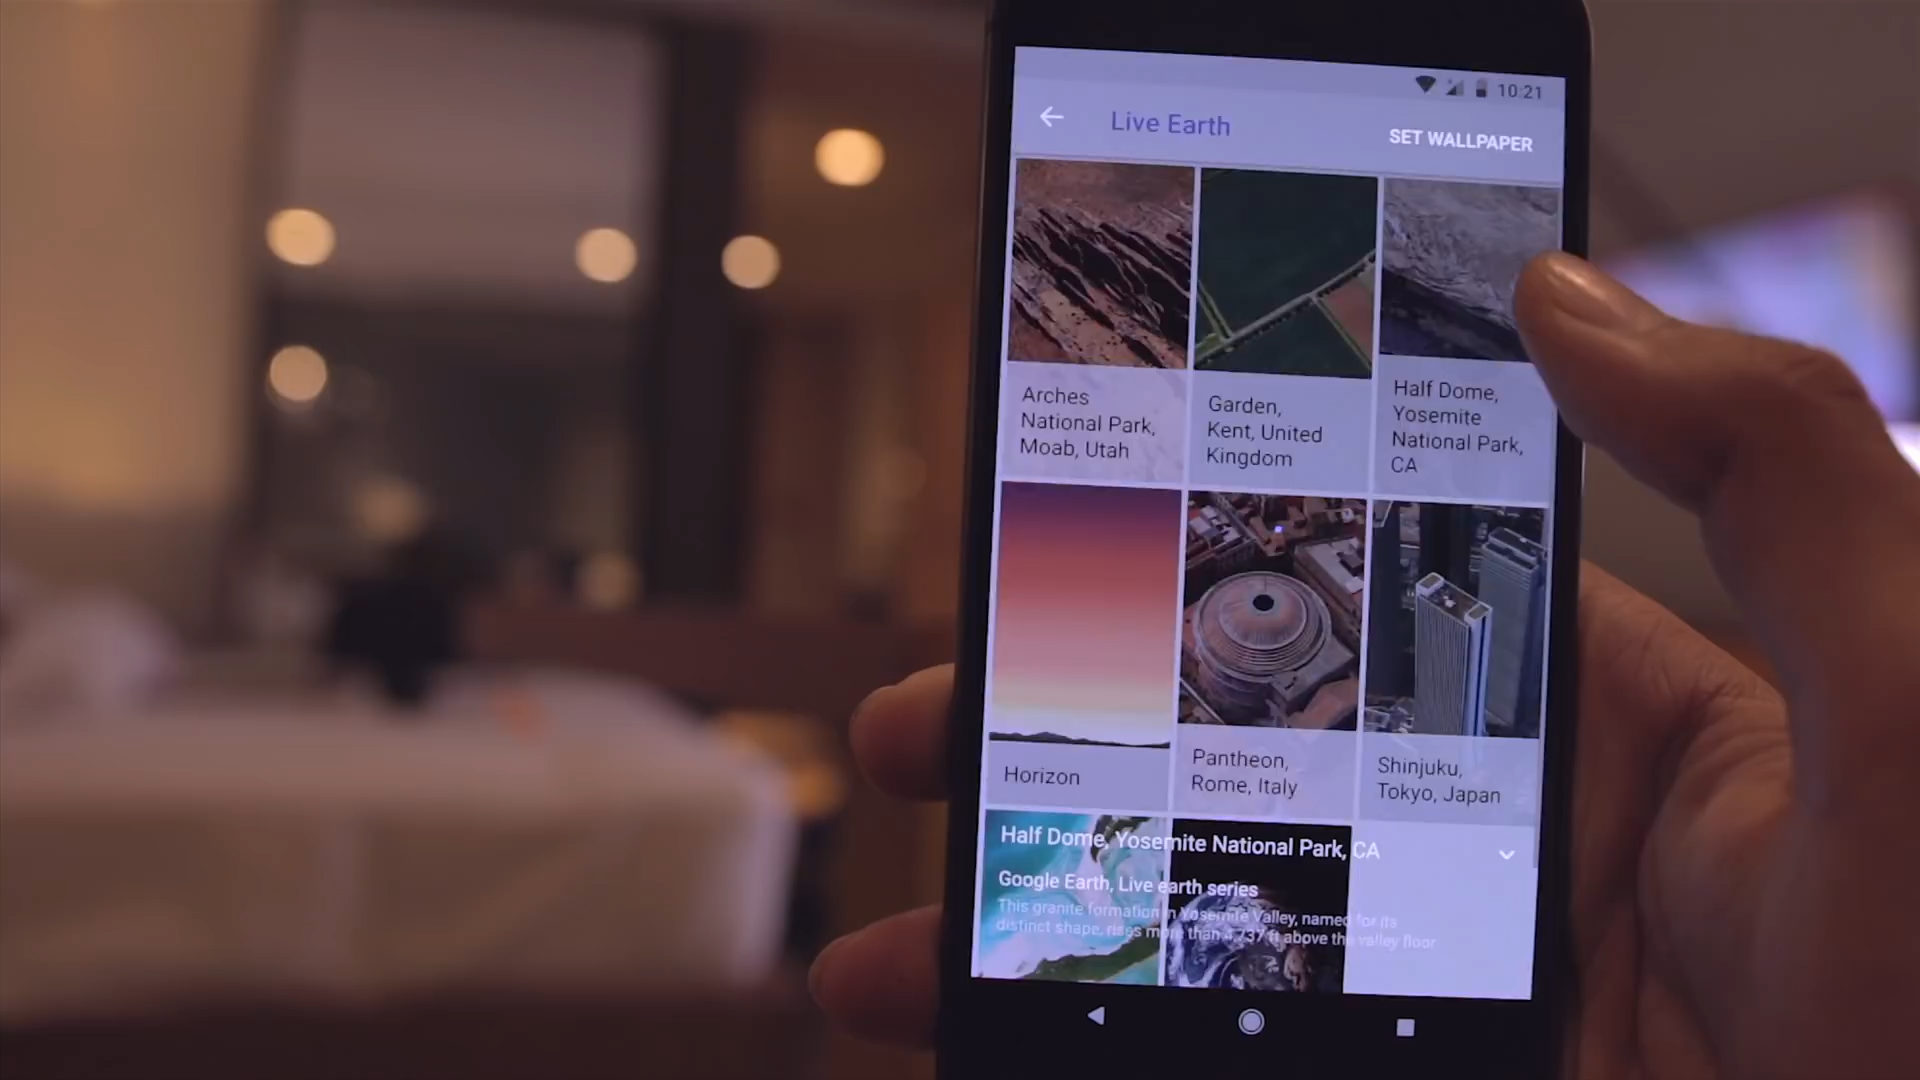 10:21
Live Earth
SET WALLPAPER
Arches
National Park,
Moab, Utah
Garden,
Kent, United
Kingdom
Half Dome,
Yosemite
National Park,
CA
Horizon
Pantheon,
Rome, Italy
Shinjuku,
Tokyo, Japan
Half Dome, Yosemite National Park, CA
Google Earth, Live earth series
This granite formation in Yosemite Valley, named for its
distinct shape, rises more than 4,737 ft above the valley floor